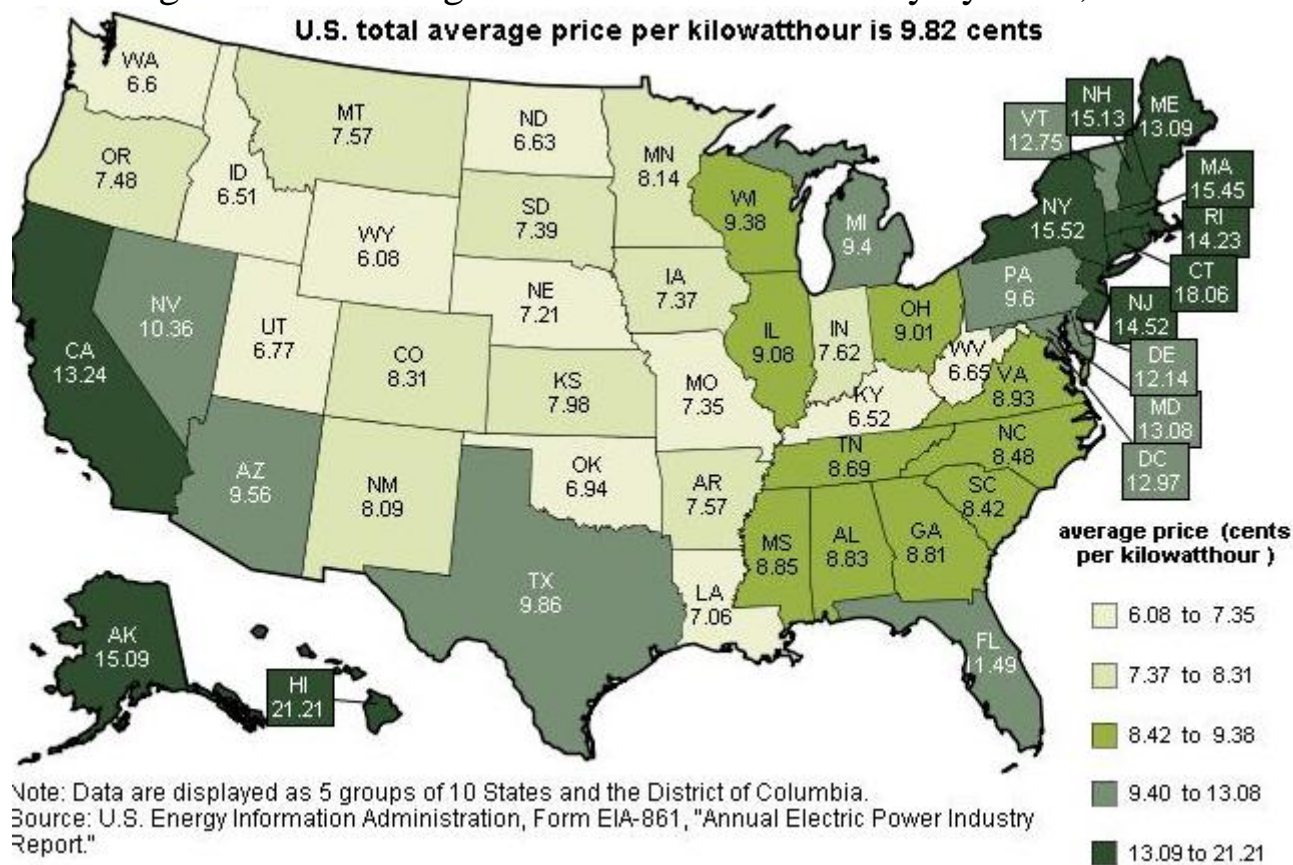 U.S. total average price per kilowatthour is 9.82 cents
WA
6.6
MT
7.57
ND
6.63
MN
8.14
VT
12.75
NH
15.13
ME
13.09
OR
7.48
ID
6.51
WY
6.08
SD
7.39
WI
9.38
MI
9.4
NY
15.52
MA
15.45
RI
14.23
CT
18.06
CA
13.24
NV
10.36
UT
6.77
CO
8.31
NE
7.21
IA
7.37
IL
9.08
IN
7.62
OH
9.01
PA
9.6
NJ
14.52
DE
12.14
MD
13.08
DC
12.97
KS
7.98
MO
7.35
KY
6.52
WV
6.65
VA
8.93
AZ
9.56
NM
8.09
OK
6.94
AR
7.57
TN
8.69
NC
8.48
SC
8.42
TX
9.86
LA
7.06
MS
8.85
AL
8.83
GA
8.81
FL
11.49
AK
15.09
HI
21.21
average price (cents
per kilowatthour )
6.08 to 7.35
7.37 to 8.31
8.42 to 9.38
9.40 to 13.08
13.09 to 21.21
Note: Data are displayed as 5 groups of 10 States and the District of Columbia.
Source: U.S. Energy Information Administration, Form EIA-861, "Annual Electric Power Industry
Report."